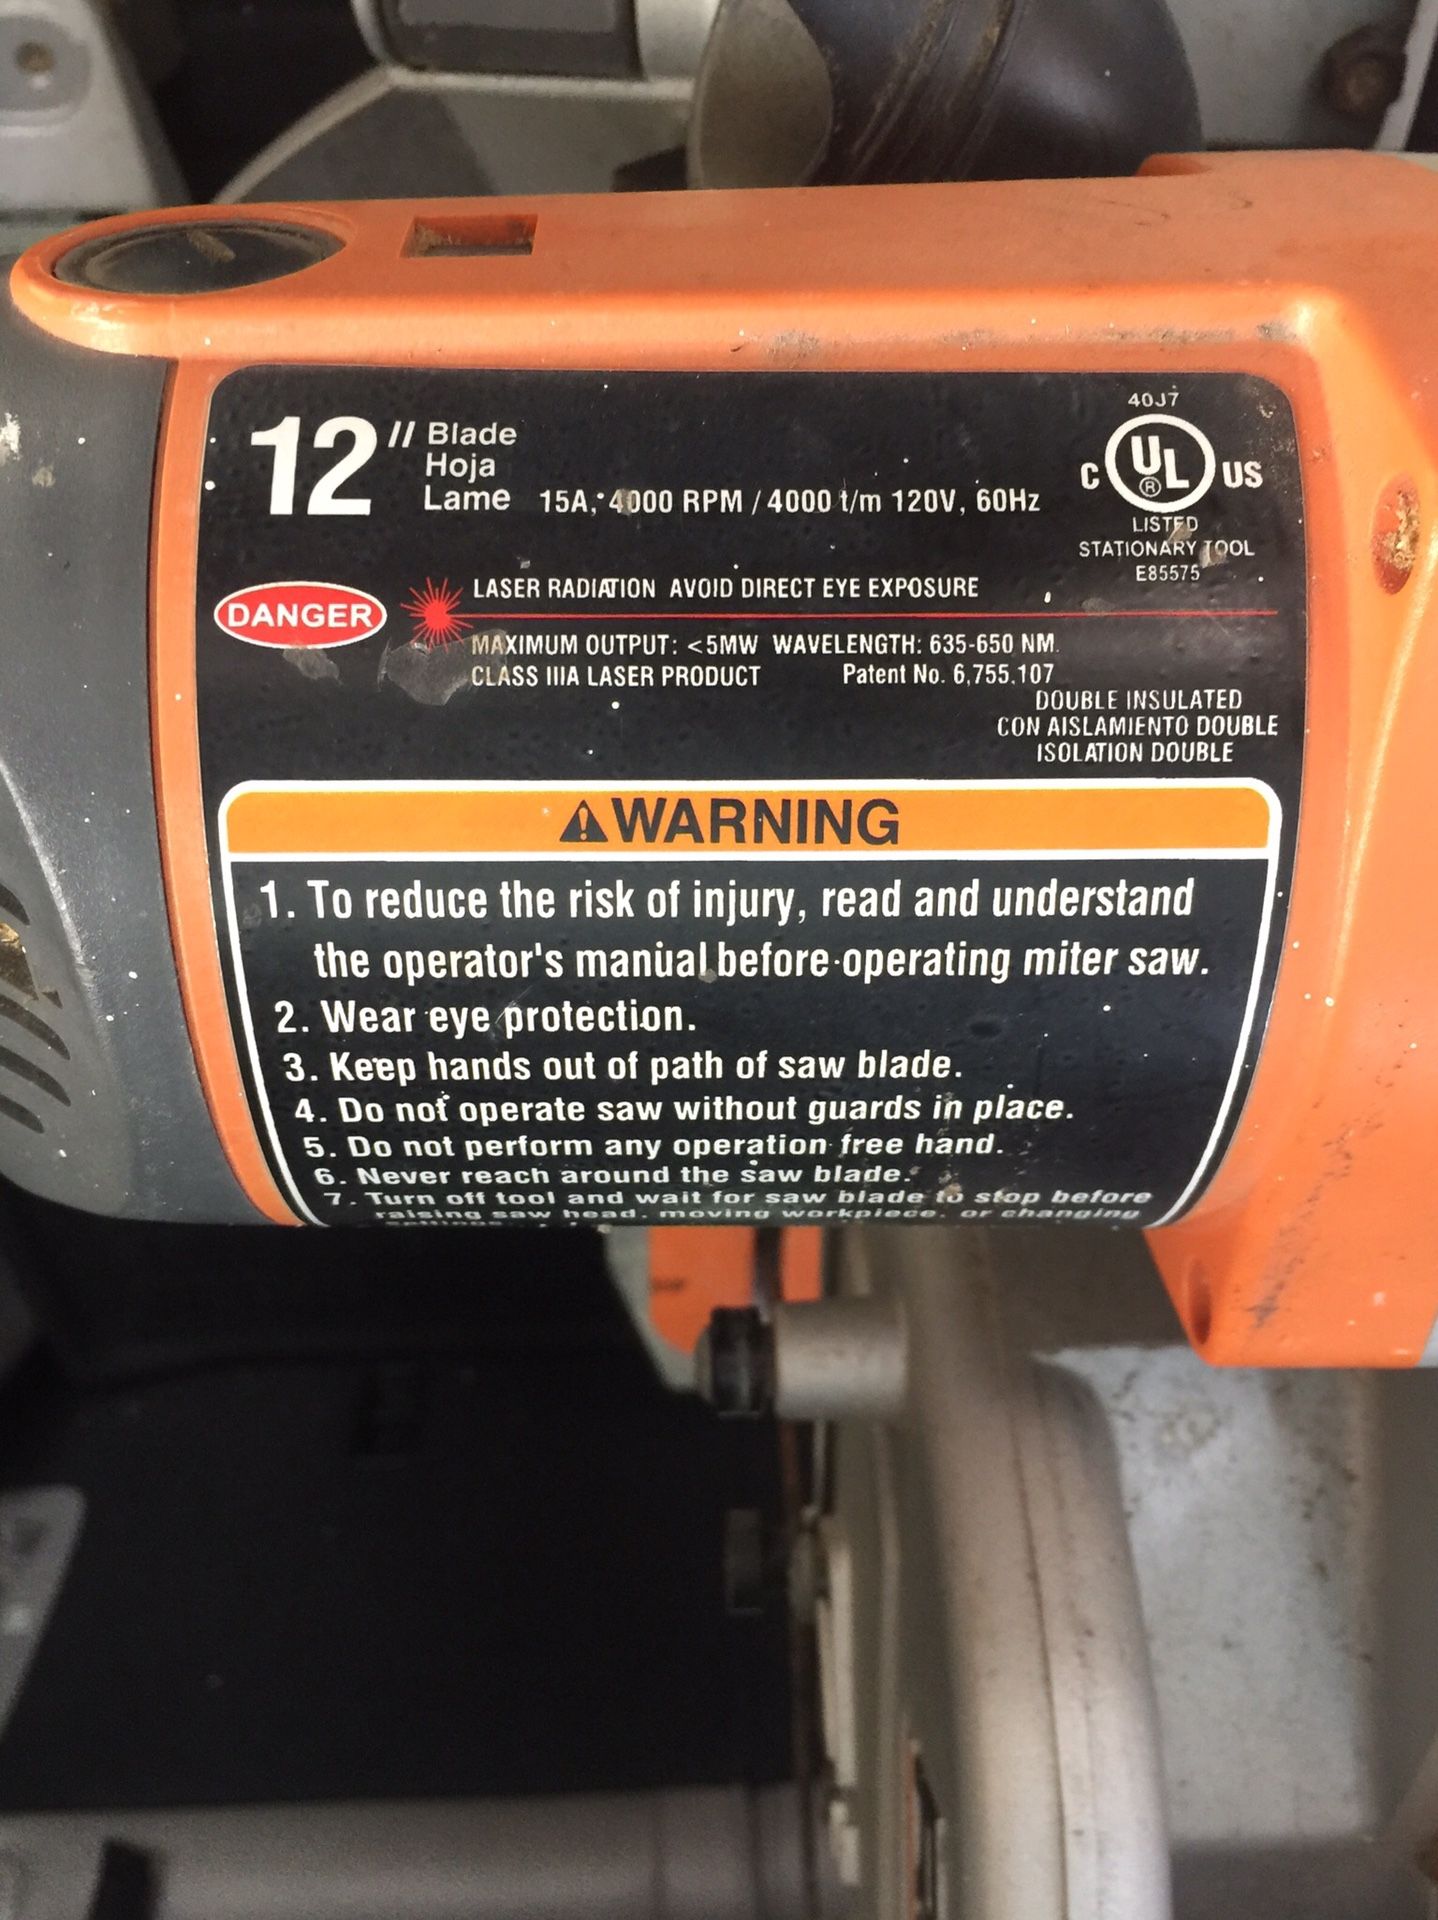 12" Blade
Hoja
Lame 15A, 4000 RPM / 4000 t/m 120V, 60Hz
40J7
C UL ® US
LISTED
STATIONARY TOOL
E85575
DANGER
LASER RADIATION AVOID DIRECT EYE EXPOSURE
MAXIMUM OUTPUT: <5MW WAVELENGTH: 635-650 NM
CLASS IIIA LASER PRODUCT Patent No. 6,755,107
DOUBLE INSULATED
CON AISLAMIENTO DOUBLE
ISOLATION DOUBLE
⚠WARNING
1. To reduce the risk of injury, read and understand
the operator's manual before operating miter saw.
2. Wear eye protection.
3. Keep hands out of path of saw blade.
4. Do not operate saw without guards in place.
5. Do not perform any operation free hand.
6. Never reach around the saw blade.
7. Turn off tool and wait for saw blade to stop before
raising saw head, moving workpiece, or changing